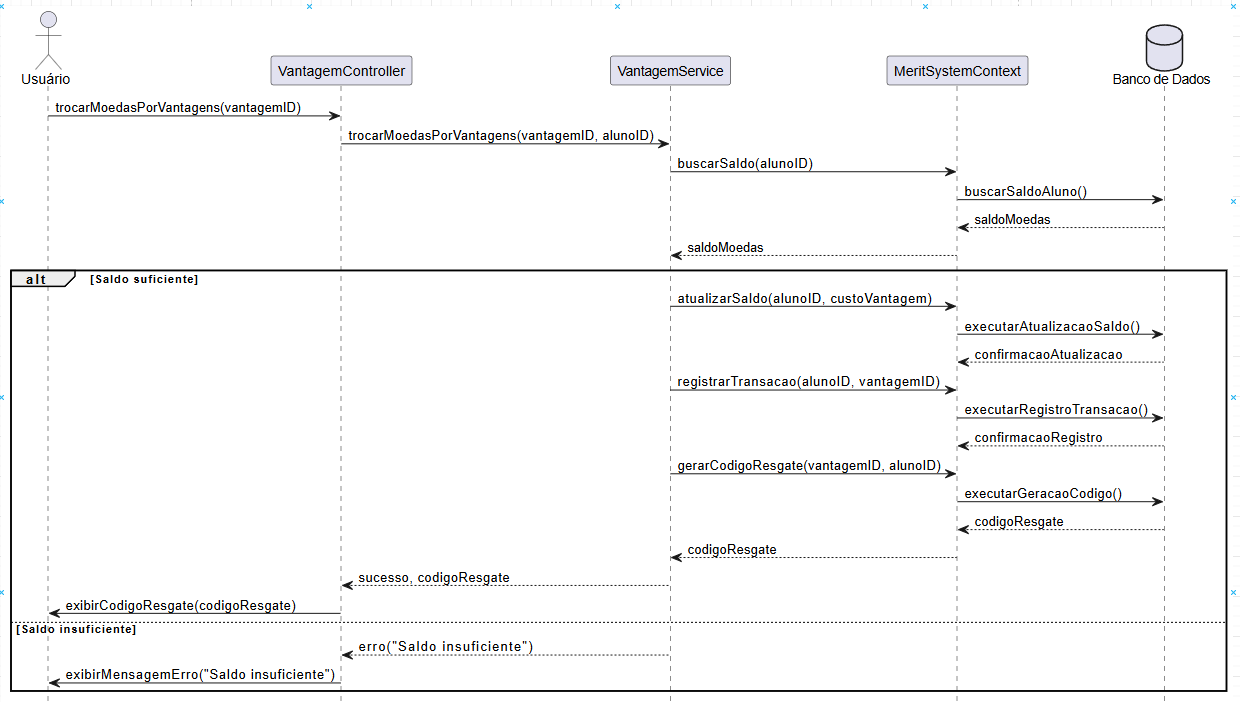 Usuário
VantagemController
VantagemService
MeritSystemContext
Banco de Dados
trocarMoedasPorVantagens(vantagemID)
trocarMoedasPorVantagens(vantagemID, alunoID)
buscarSaldo(alunoID)
buscarSaldoAluno()
saldoMoedas
saldoMoedas
alt
[Saldo suficiente]
atualizarSaldo(alunoID, custoVantagem)
executarAtualizacaoSaldo()
confirmacaoAtualizacao
registrarTransacao(alunoID, vantagemID)
executarRegistroTransacao()
confirmacaoRegistro
gerarCodigoResgate(vantagemID, alunoID)
executarGeracaoCodigo()
codigoResgate
codigoResgate
sucesso, codigoResgate
exibirCodigoResgate(codigoResgate)
[Saldo insuficiente]
erro("Saldo insuficiente")
exibirMensagemErro("Saldo insuficiente")